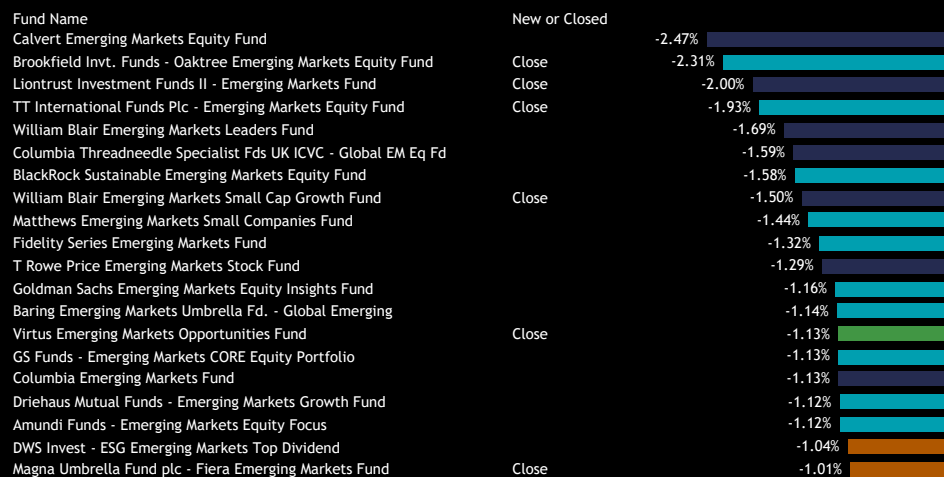 Fund Name New or Closed
Calvert Emerging Markets Equity Fund -2.47%
Brookfield Invt. Funds - Oaktree Emerging Markets Equity Fund Close -2.31%
Liontrust Investment Funds II - Emerging Markets Fund Close -2.00%
TT International Funds Plc - Emerging Markets Equity Fund Close -1.93%
William Blair Emerging Markets Leaders Fund -1.69%
Columbia Threadneedle Specialist Fds UK ICVC - Global EM Eq Fd -1.59%
BlackRock Sustainable Emerging Markets Equity Fund -1.58%
William Blair Emerging Markets Small Cap Growth Fund Close -1.50%
Matthews Emerging Markets Small Companies Fund -1.44%
Fidelity Series Emerging Markets Fund -1.32%
T Rowe Price Emerging Markets Stock Fund -1.29%
Goldman Sachs Emerging Markets Equity Insights Fund -1.16%
Baring Emerging Markets Umbrella Fd. - Global Emerging -1.14%
Virtus Emerging Markets Opportunities Fund Close -1.13%
GS Funds - Emerging Markets CORE Equity Portfolio -1.13%
Columbia Emerging Markets Fund -1.13%
Driehaus Mutual Funds - Emerging Markets Growth Fund -1.12%
Amundi Funds - Emerging Markets Equity Focus -1.12%
DWS Invest - ESG Emerging Markets Top Dividend -1.04%
Magna Umbrella Fund plc - Fiera Emerging Markets Fund Close -1.01%